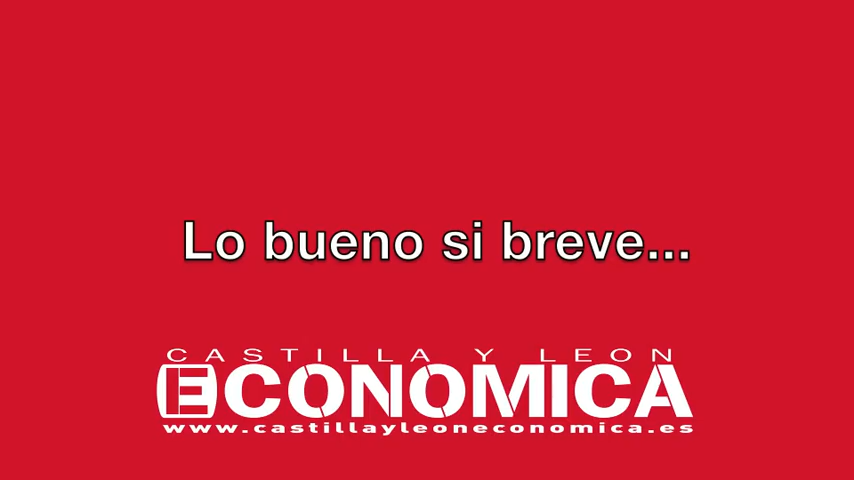 Lo bueno si breve...
CASTILLA Y LEON
ECONOMICA
www.castillayleoneconomica.es